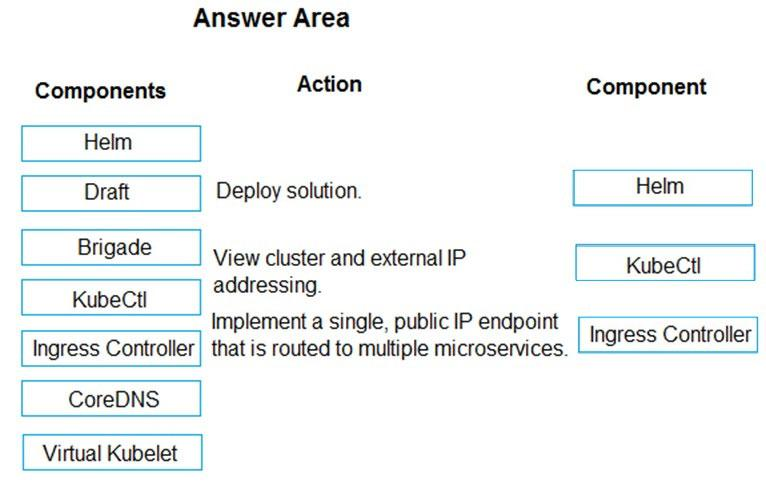 Answer Area
Components
Action
Component
Helm
Draft
Deploy solution.
Helm
Brigade
View cluster and external IP
addressing.
KubeCtl
KubeCtl
Implement a single, public IP endpoint
that is routed to multiple microservices.
Ingress Controller
Ingress Controller
CoreDNS
Virtual Kubelet